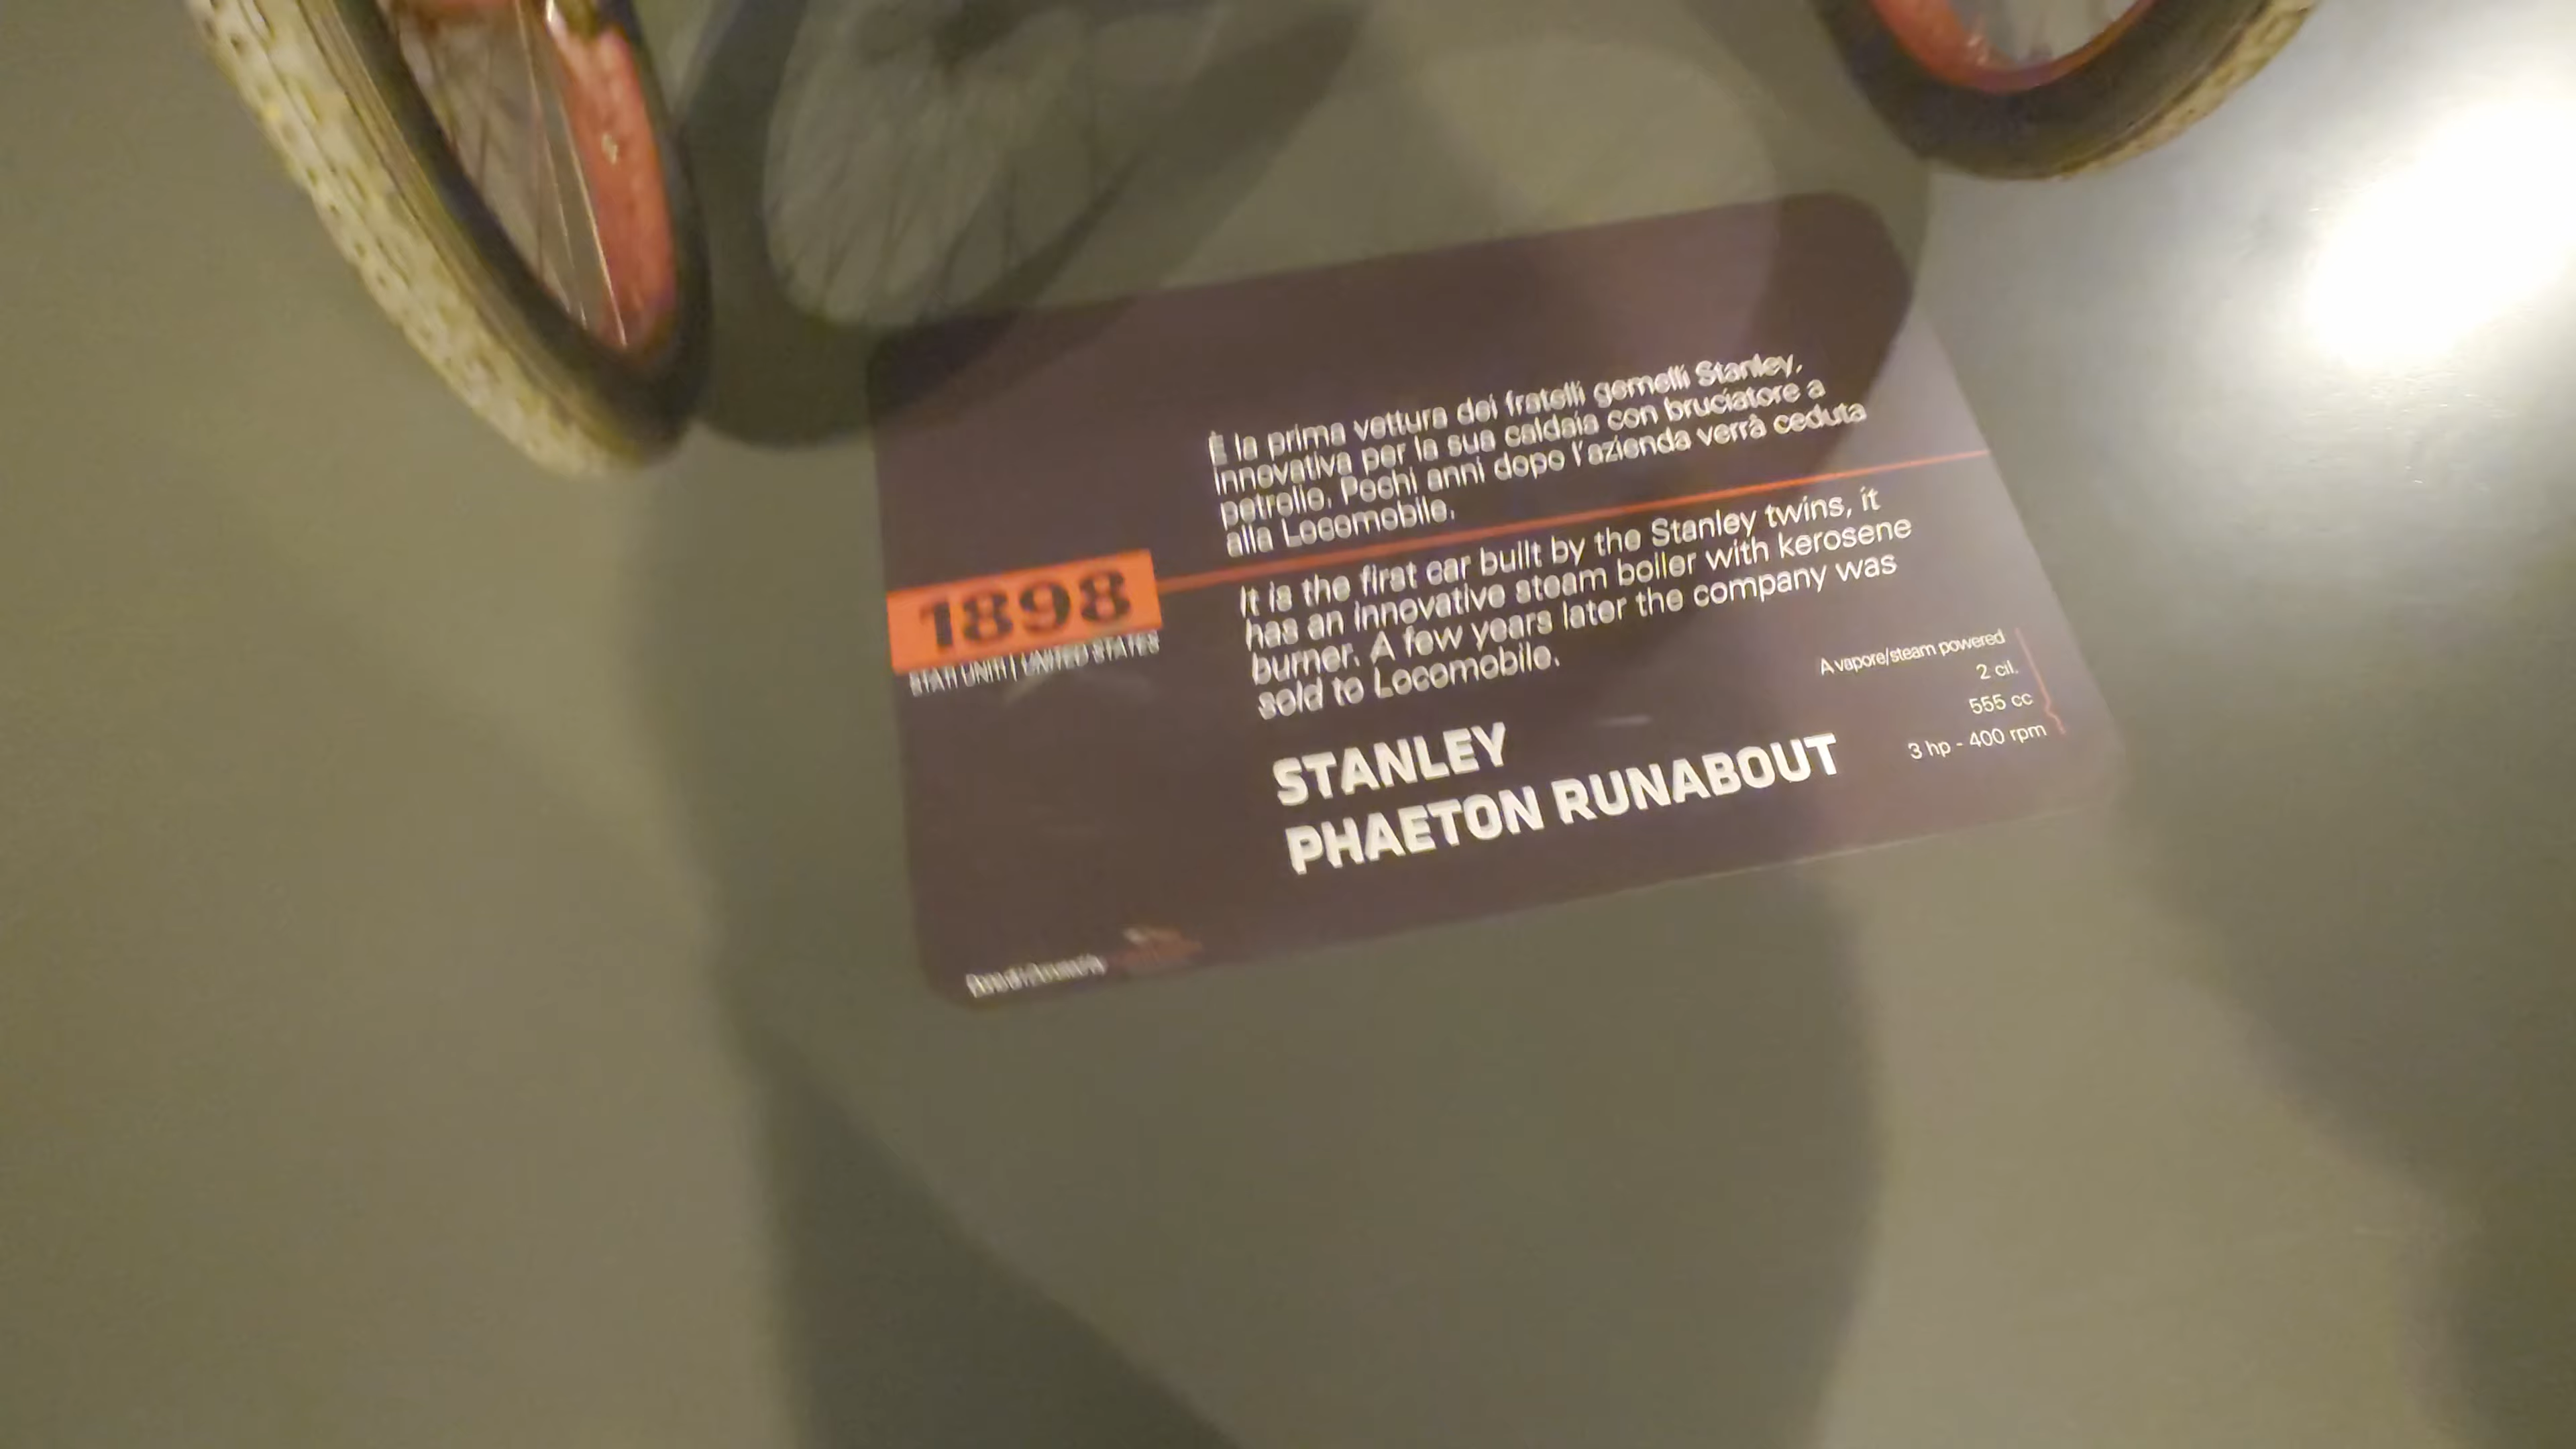 È la prima vettura dei fratelli gemelli Stanley,
innovativa per la sua caldaia con bruciatore a
petrolio. Pochi anni dopo l'azienda verrà ceduta
alla Locomobile.
1898
STATI UNITI | UNITED STATES
It is the first car built by the Stanley twins, it
has an innovative steam boiler with kerosene
burner. A few years later the company was
sold to Locomobile.
A vapore/steam powered
2 cil.
555 cc
3 hp - 400 rpm
STANLEY
PHAETON RUNABOUT